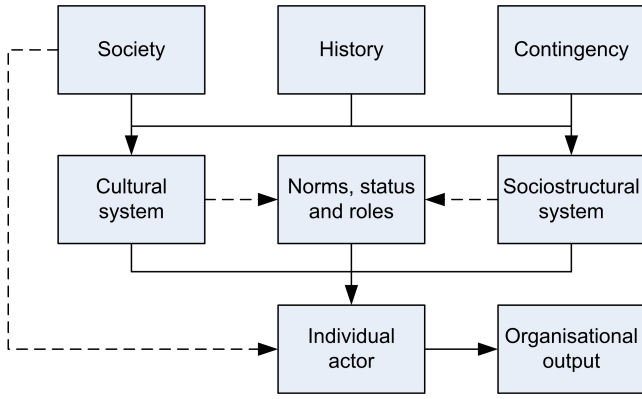 Society
History
Contingency
Cultural
system
Norms, status
and roles
Sociostructural
system
Individual
actor
Organisational
output